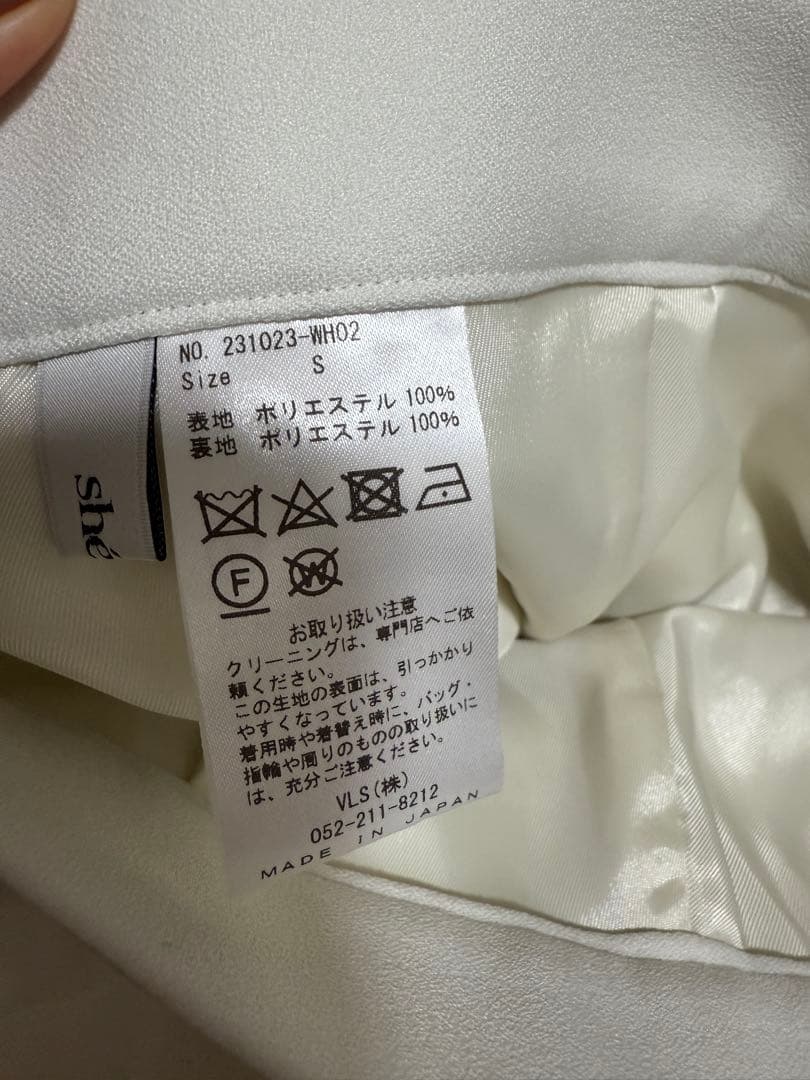 NO. 231023-WH02
Size S
表地 ポリエステル 100%
裏地 ポリエステル 100%
F
W
お取り扱い注意
クリーニングは、専門店へご依
頼ください。
この生地の表面は、引っかかり
やすくなっています。
着用時や着替え時に、バッグ・
指輪や周りのものの取り扱いに
は、充分ご注意ください。
VLS(株)
052-211-8212
MADE IN JAPAN
shé